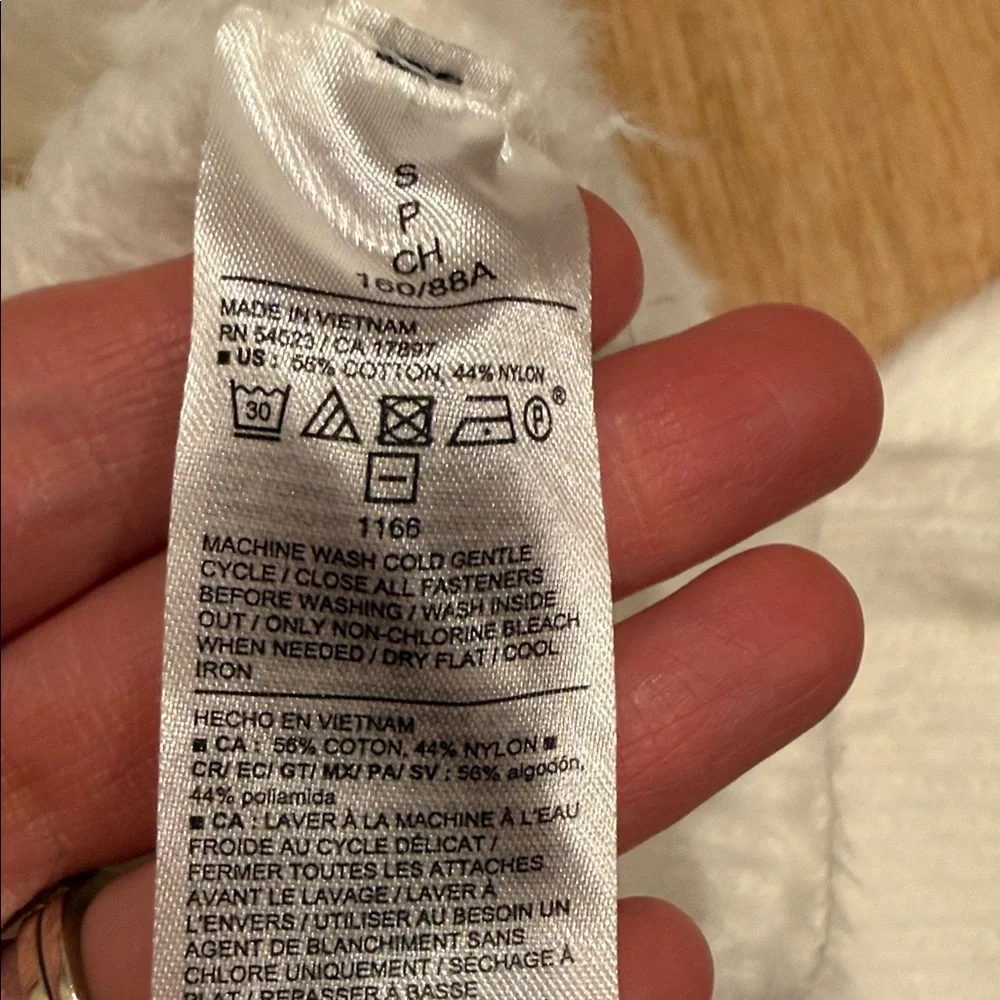 S
P
CH
160/88A
MADE IN VIETNAM
RN 54023 / CA 17897
■ US : 56% COTTON, 44% NYLON
30 P ®
1166
MACHINE WASH COLD GENTLE
CYCLE / CLOSE ALL FASTENERS
BEFORE WASHING / WASH INSIDE
OUT / ONLY NON-CHLORINE BLEACH
WHEN NEEDED / DRY FLAT / COOL
IRON
HECHO EN VIETNAM
■ CA : 56% COTON, 44% NYLON ■
CR/ EC/ GT/ MX/ PA/ SV : 56% algodón,
44% poliamida
■ CA : LAVER À LA MACHINE À L'EAU
FROIDE AU CYCLE DÉLICAT /
FERMER TOUTES LES ATTACHES
AVANT LE LAVAGE / LAVER À
L'ENVERS / UTILISER AU BESOIN UN
AGENT DE BLANCHIMENT SANS
CHLORE UNIQUEMENT / SÉCHAGE À
PLAT / REPASSER À BASSE